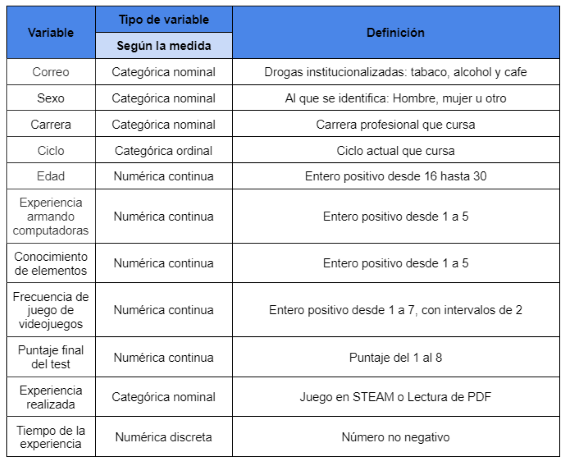 Variable
Tipo de variable
Según la medida
Definición
Correo
Categórica nominal
Drogas institucionalizadas: tabaco, alcohol y cafe
Sexo
Categórica nominal
Al que se identifica: Hombre, mujer u otro
Carrera
Categórica nominal
Carrera profesional que cursa
Ciclo
Categórica ordinal
Ciclo actual que cursa
Edad
Numérica continua
Entero positivo desde 16 hasta 30
Experiencia
armando
computadoras
Numérica continua
Entero positivo desde 1 a 5
Conocimiento
de elementos
Numérica continua
Entero positivo desde 1 a 5
Frecuencia de
juego de
videojuegos
Numérica continua
Entero positivo desde 1 a 7, con intervalos de 2
Puntaje final
del test
Numérica continua
Puntaje del 1 al 8
Experiencia
realizada
Categórica nominal
Juego en STEAM o Lectura de PDF
Tiempo de la
experiencia
Numérica discreta
Número no negativo